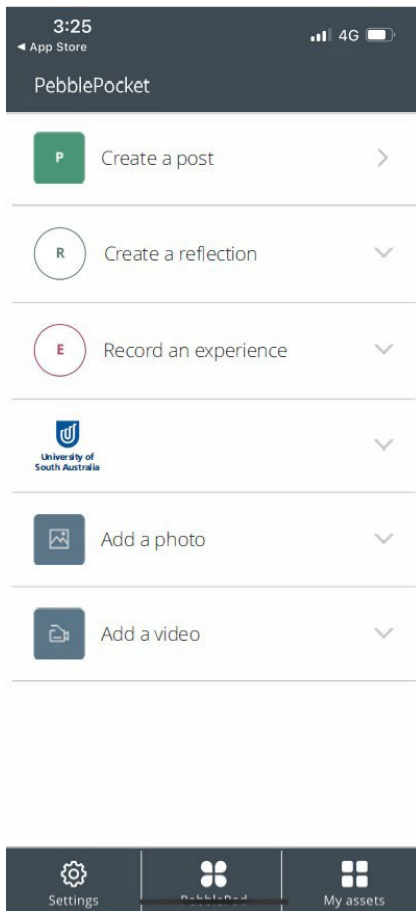 3:25
4G
◀ App Store
PebblePocket
P Create a post
R Create a reflection
E Record an experience
University of
South Australia
Add a photo
Add a video
Settings
PebblePod
My assets